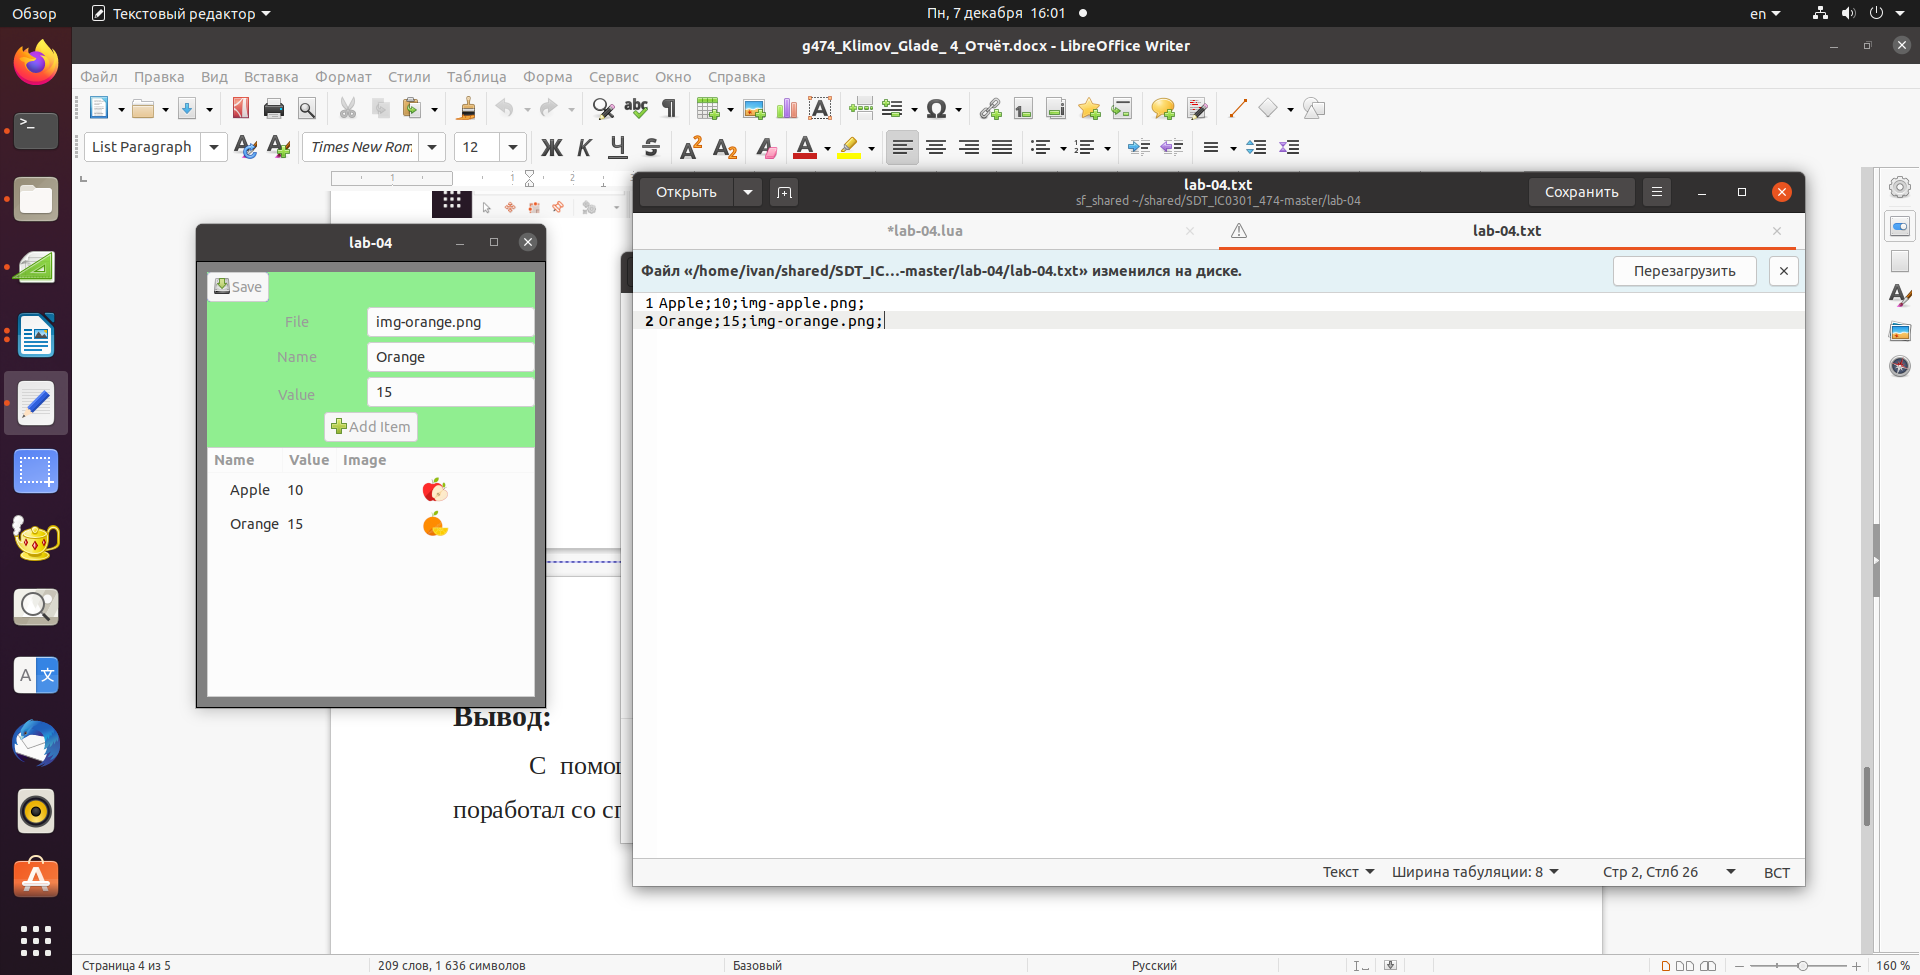 Обзор
Текстовый редактор
Пн, 7 декабря 16:01
en
g474_Klimov_Glade_ 4_Отчёт.docx - LibreOffice Writer
Файл Правка Вид Вставка Формат Стили Таблица Форма Сервис Окно Справка
List Paragraph
Times New Rom
12
Ж К Ч S
lab-04
Save
File
img-orange.png
Name
Orange
Value
15
Add Item
Name Value Image
Apple 10
Orange 15
Открыть
lab-04.txt
sf_shared ~/shared/SDT_IC0301_474-master/lab-04
Сохранить
*lab-04.lua
lab-04.txt
Файл «/home/ivan/shared/SDT_IC...-master/lab-04/lab-04.txt» изменился на диске.
Перезагрузить
1 Apple;10;img-apple.png;
2 Orange;15;img-orange.png;
Текст
Ширина табуляции: 8
Стр 2, Стлб 26
ВСТ
Вывод:
С помощ
поработал со сп
Страница 4 из 5
209 слов, 1 636 символов
Базовый
Русский
160 %